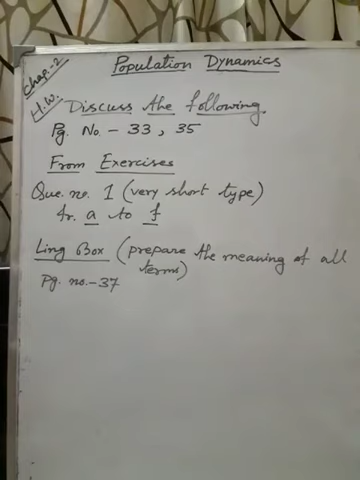 Chap.-2
Population Dynamics
H.W.
Discuss the following.
Pg. No. - 33, 35
From Exercises
Que. no. 1 (very short type)
fr. a to f
Ling Box (prepare the meaning of all
terms)
Pg. no.-37